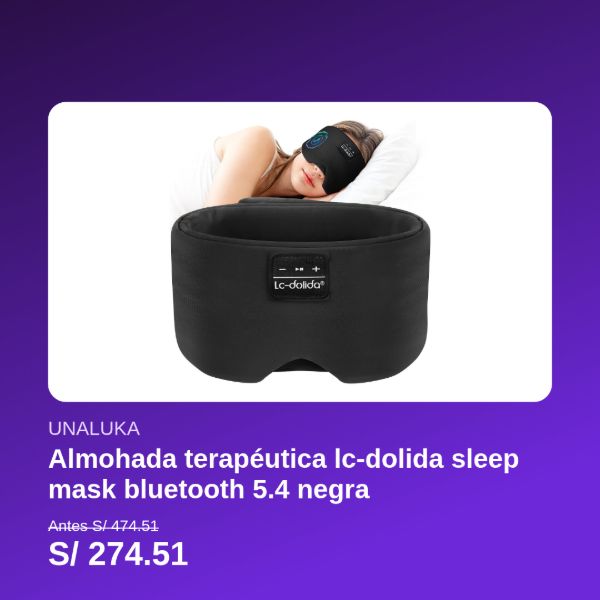 Lc-dolida®
UNALUKA
Almohada terapéutica lc-dolida sleep
mask bluetooth 5.4 negra
Antes S/ 474.51
S/ 274.51